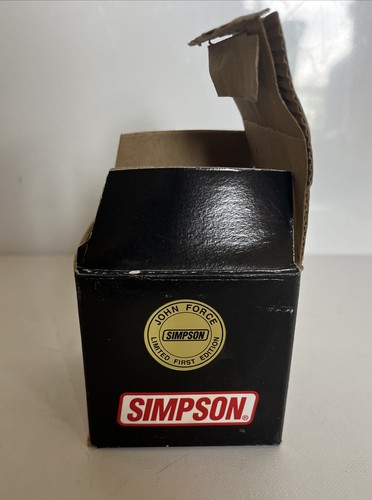 JOHN FORCE
SIMPSON
LIMITED FIRST EDITION
SIMPSON®